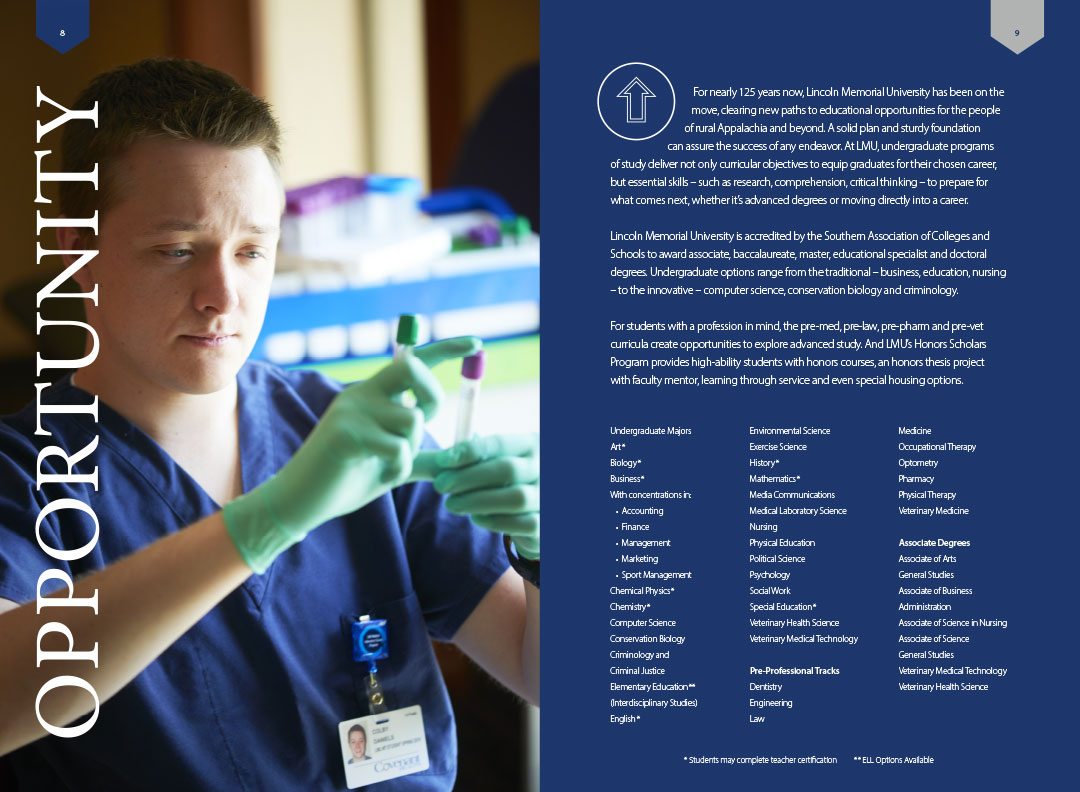 8
OPPORTUNITY
COLBY
DANIELS
Covenant
9
For nearly 125 years now, Lincoln Memorial University has been on the
move, clearing new paths to educational opportunities for the people
of rural Appalachia and beyond. A solid plan and sturdy foundation
can assure the success of any endeavor. At LMU, undergraduate programs
of study deliver not only curricular objectives to equip graduates for their chosen career,
but essential skills – such as research, comprehension, critical thinking – to prepare for
what comes next, whether it's advanced degrees or moving directly into a career.
Lincoln Memorial University is accredited by the Southern Association of Colleges and
Schools to award associate, baccalaureate, master, educational specialist and doctoral
degrees. Undergraduate options range from the traditional – business, education, nursing
– to the innovative – computer science, conservation biology and criminology.
For students with a profession in mind, the pre-med, pre-law, pre-pharm and pre-vet
curricula create opportunities to explore advanced study. And LMU's Honors Scholars
Program provides high-ability students with honors courses, an honors thesis project
with faculty mentor, learning through service and even special housing options.
Undergraduate Majors
Art*
Biology*
Business*
With concentrations in:
• Accounting
• Finance
• Management
• Marketing
• Sport Management
Chemical Physics*
Chemistry*
Computer Science
Conservation Biology
Criminology and
Criminal Justice
Elementary Education**
(Interdisciplinary Studies)
English*
Environmental Science
Exercise Science
History*
Mathematics*
Media Communications
Medical Laboratory Science
Nursing
Physical Education
Political Science
Psychology
Social Work
Special Education*
Veterinary Health Science
Veterinary Medical Technology
Pre-Professional Tracks
Dentistry
Engineering
Law
Medicine
Occupational Therapy
Optometry
Pharmacy
Physical Therapy
Veterinary Medicine
Associate Degrees
Associate of Arts
General Studies
Associate of Business
Administration
Associate of Science in Nursing
Associate of Science
General Studies
Veterinary Medical Technology
Veterinary Health Science
* Students may complete teacher certification ** ELL Options Available